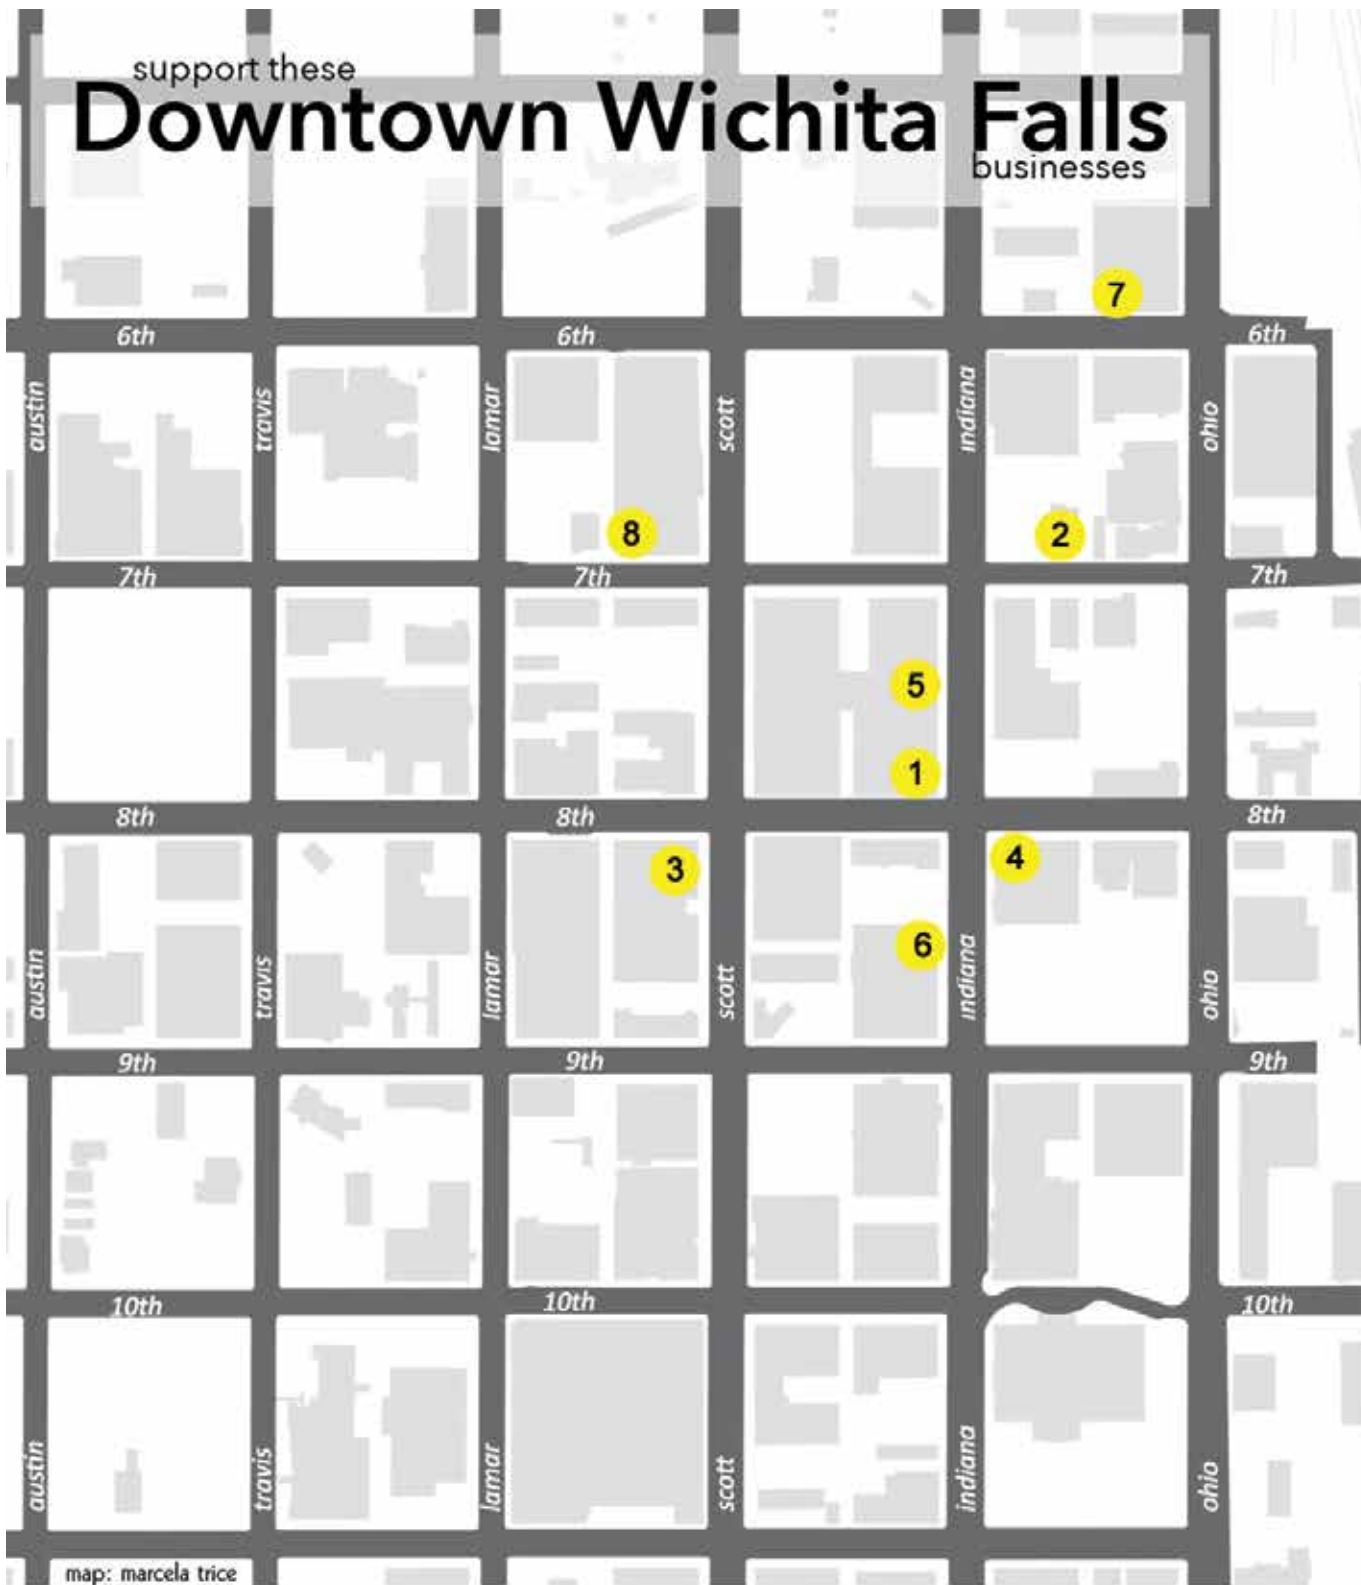 support these
Downtown Wichita Falls
businesses
7
6th
6th
6th
austin
travis
lamar
scott
indiana
ohio
8
2
7th
7th
7th
5
1
8th
8th
8th
3
4
6
austin
travis
lamar
scott
indiana
ohio
9th
9th
9th
10th
10th
10th
austin
travis
lamar
scott
indiana
ohio
map: marcela trice